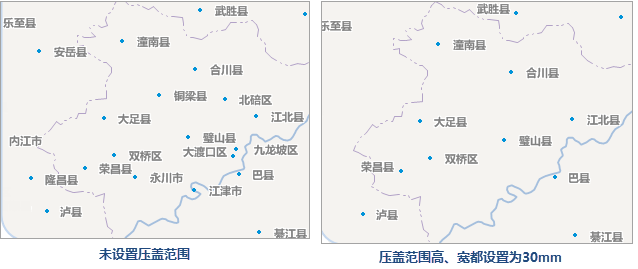 武胜县
乐至县
潼南县
安岳县
合川县
铜梁县
北碚区
大足县
江北县
内江市
璧山县
大渡口区
九龙坡区
双桥区
荣昌县
永川市
巴县
隆昌县
江津市
泸县
綦江县
未设置压盖范围
武胜县
乐至县
潼南县
合川县
大足县
江北县
璧山县
双桥区
荣昌县
巴县
泸县
綦江县
压盖范围高、宽都设置为30mm